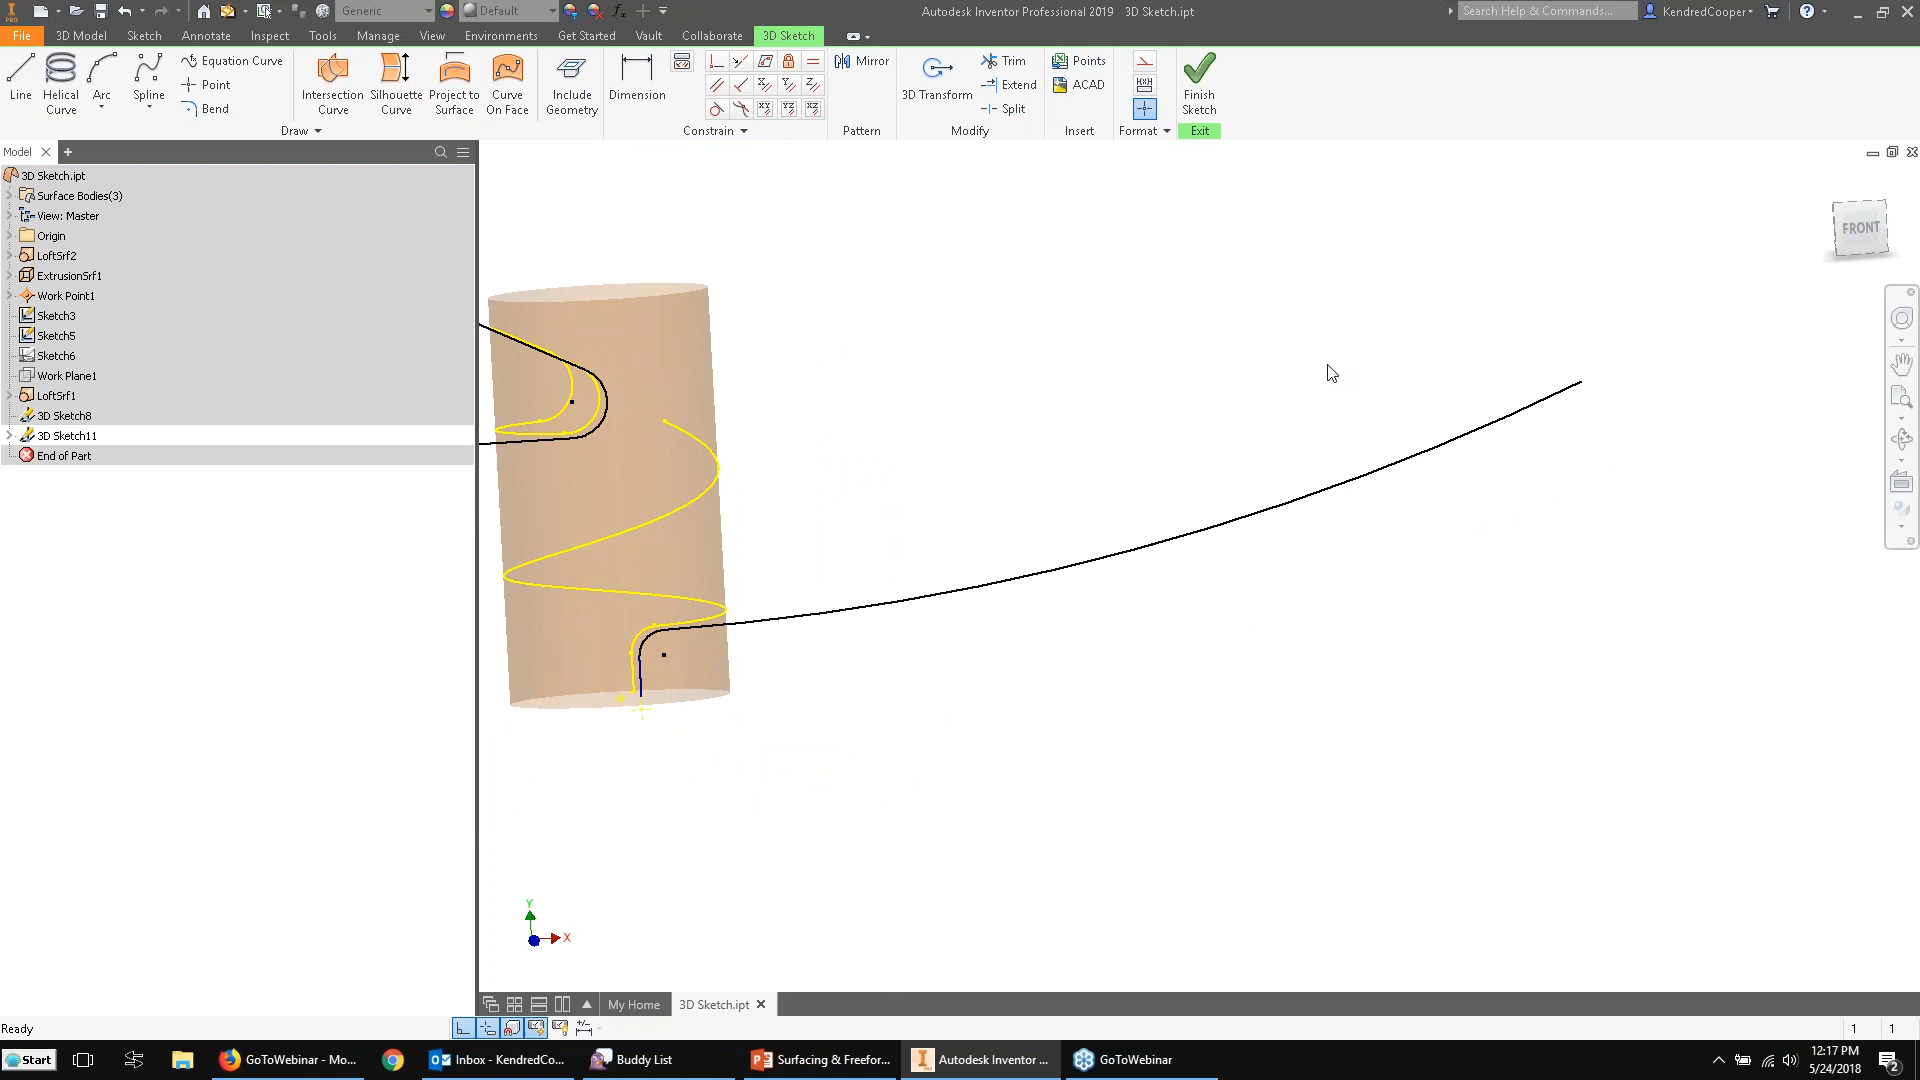 PRO Generic Default fx Autodesk Inventor Professional 2019 3D Sketch.ipt Search Help & Commands... KendredCooper
File 3D Model Sketch Annotate Inspect Tools Manage View Environments Get Started Vault Collaborate 3D Sketch
Line Helical Curve Arc Spline Equation Curve Point Bend
Intersection Curve Silhouette Curve Project to Surface Curve On Face Include Geometry Dimension
Mirror 3D Transform Trim Extend Split Points ACAD Finish Sketch
XY YZ XZ
Draw Constrain Pattern Modify Insert Format Exit
Model
3D Sketch.ipt
Surface Bodies(3)
View: Master
Origin
LoftSrf2
ExtrusionSrf1
Work Point1
Sketch3
Sketch5
Sketch6
Work Plane1
LoftSrf1
3D Sketch8
3D Sketch11
End of Part
FRONT
Y
X
My Home 3D Sketch.ipt
Ready 1 1
Start GoToWebinar - Mo... Inbox - KendredCo... Buddy List Surfacing & Freefor... Autodesk Inventor ... GoToWebinar 12:17 PM
5/24/2018 2